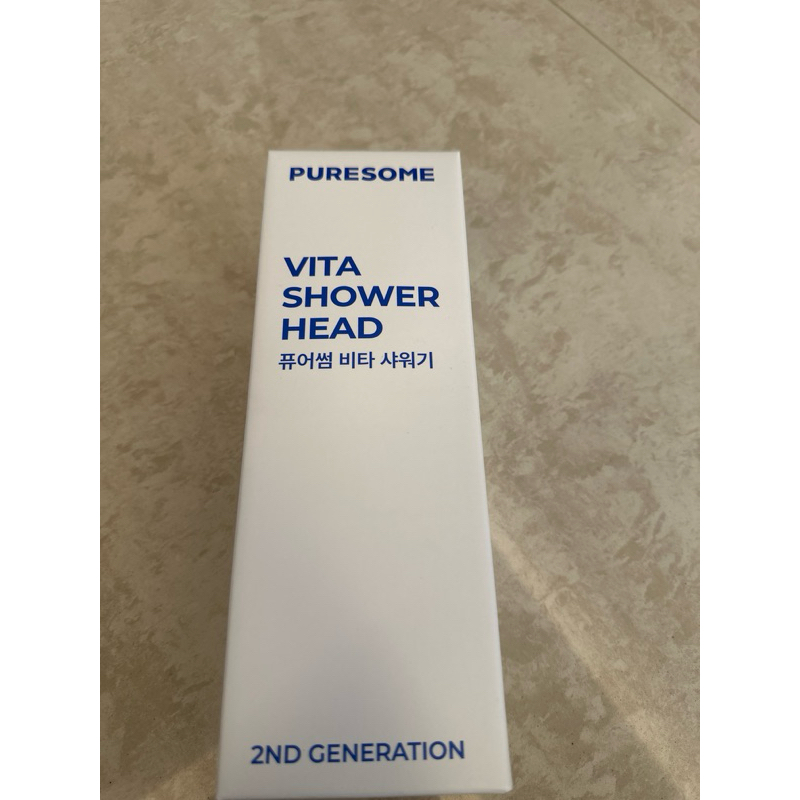 PURESOME
VITA
SHOWER
HEAD
퓨어썸 비타 샤워기
2ND GENERATION